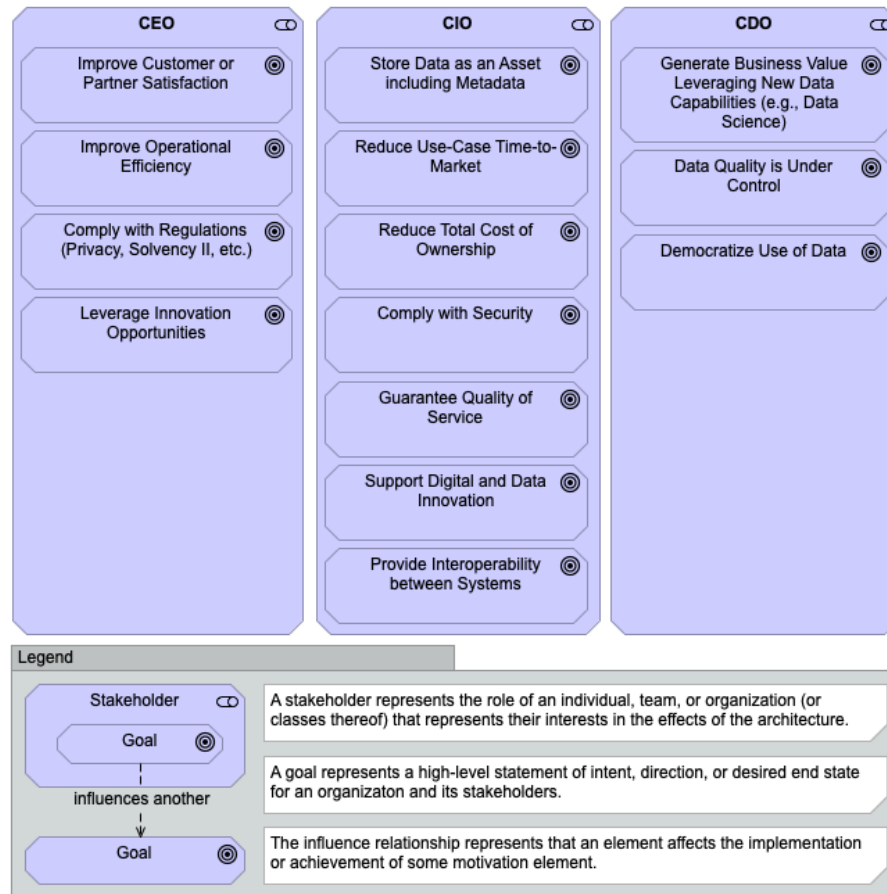 CEO
Improve Customer or
Partner Satisfaction
Improve Operational
Efficiency
Comply with Regulations
(Privacy, Solvency II, etc.)
Leverage Innovation
Opportunities
CIO
Store Data as an Asset
including Metadata
Reduce Use-Case Time-to-
Market
Reduce Total Cost of
Ownership
Comply with Security
Guarantee Quality of
Service
Support Digital and Data
Innovation
Provide Interoperability
between Systems
CDO
Generate Business Value
Leveraging New Data
Capabilities (e.g., Data
Science)
Data Quality is Under
Control
Democratize Use of Data
Legend
Stakeholder
Goal
influences another
Goal
A stakeholder represents the role of an individual, team, or organization (or
classes thereof) that represents their interests in the effects of the architecture.
A goal represents a high-level statement of intent, direction, or desired end state
for an organizaton and its stakeholders.
The influence relationship represents that an element affects the implementation
or achievement of some motivation element.